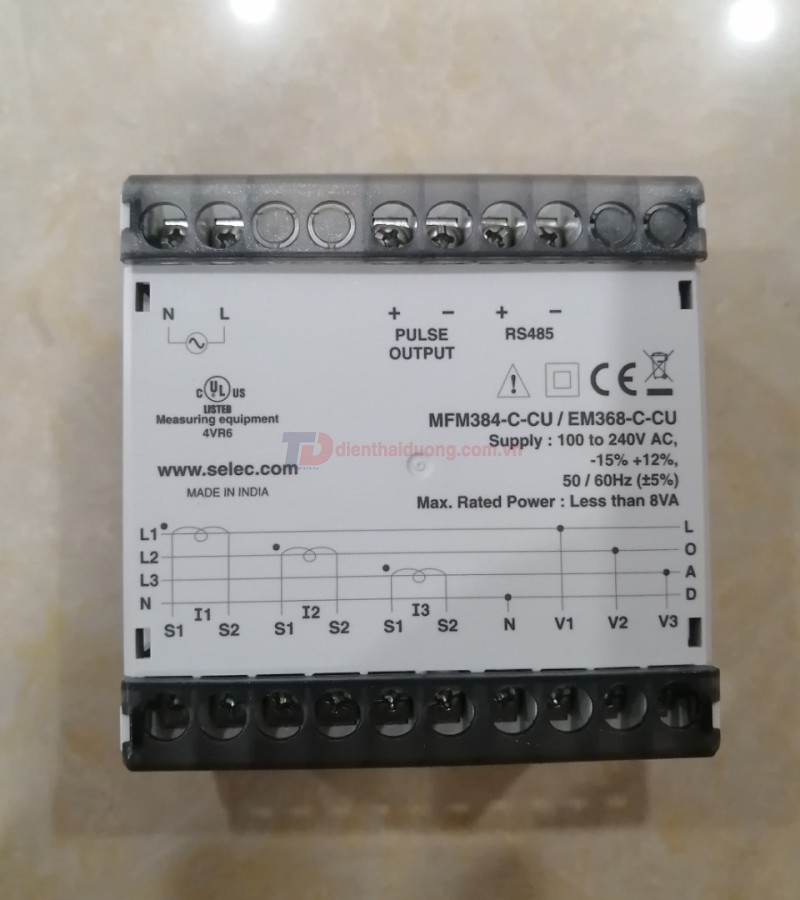 N L
+ − + −
PULSE
OUTPUT
RS485
C UL US
LISTED
Measuring equipment
4VR6
CE
MFM384-C-CU / EM368-C-CU
Supply : 100 to 240V AC,
-15% +12%,
50 / 60Hz (±5%)
Max. Rated Power : Less than 8VA
TD dienthaiduong.com.vn
www.selec.com
MADE IN INDIA
L1 L
L2 O
L3 A
N D
I1 I2 I3
S1 S2 S1 S2 S1 S2 N V1 V2 V3